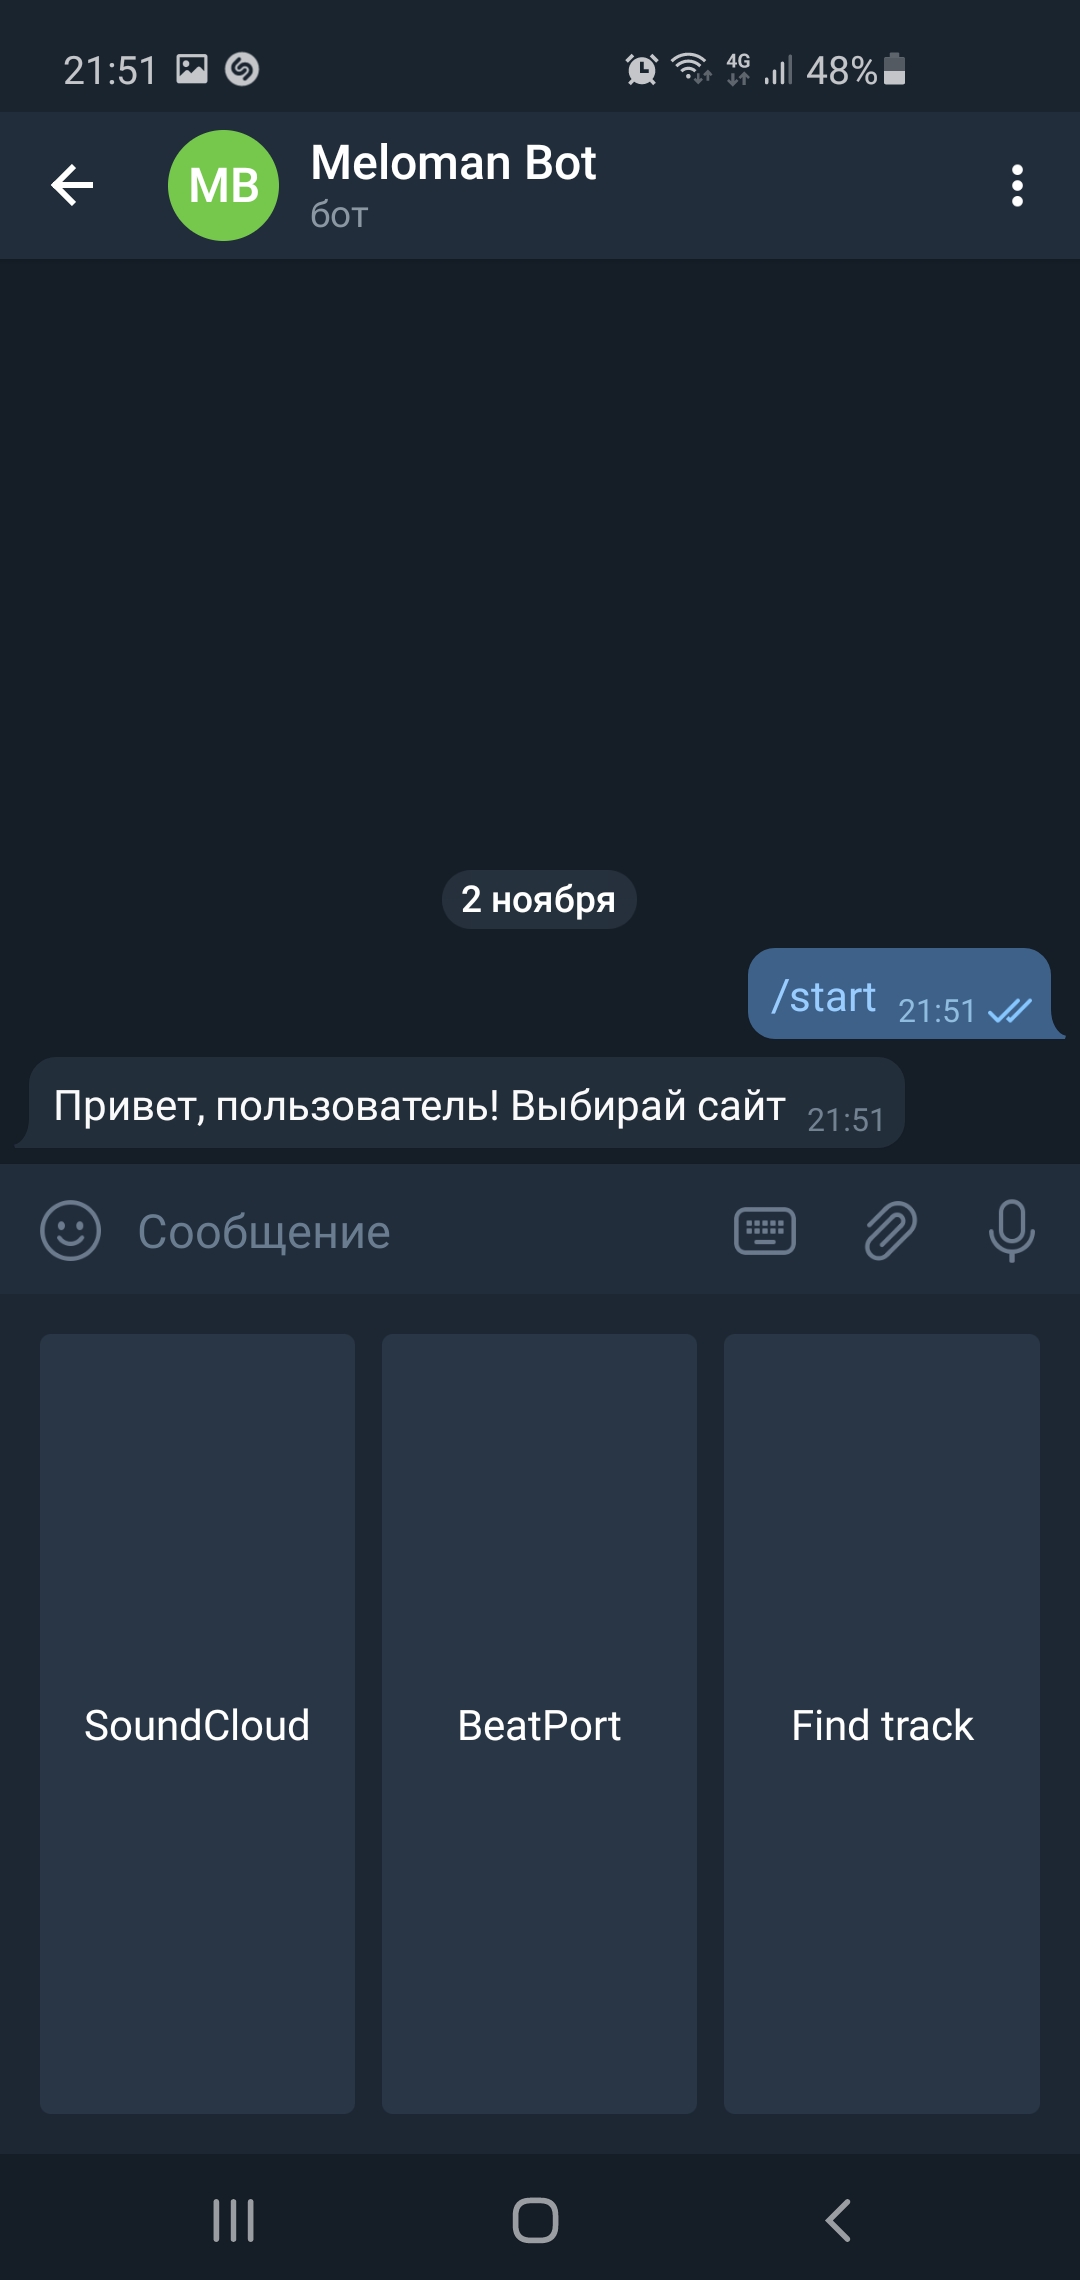 21:51 4G 48%
MB
Meloman Bot
бот
2 ноября
/start 21:51
Привет, пользователь! Выбирай сайт 21:51
Сообщение
SoundCloud BeatPort Find track